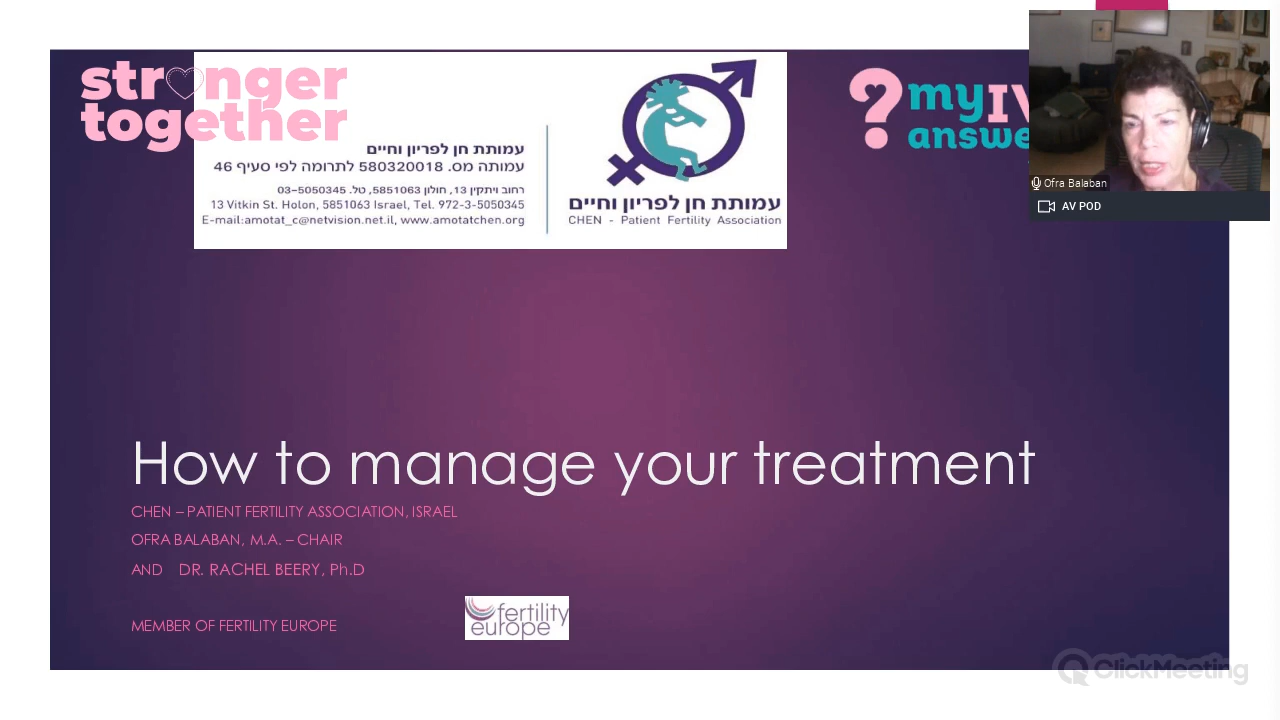 stronger
together
עמותת חן לפריון וחיים
עמותה מס. 580320018 לתרומה לפי סעיף 46
רחוב ויתקין 13, חולון 5851063, טל. 03-5050345
13 Vitkin St. Holon, 5851063 Israel, Tel. 972-3-5050345
E-mail:amotat_c@netvision.net.il, www.amotatchen.org
עמותת חן לפריון וחיים
CHEN - Patient Fertility Association
?
my
Ofra Balaban
AV POD
How to manage your treatment
CHEN – PATIENT FERTILITY ASSOCIATION, ISRAEL
OFRA BALABAN, M.A. – CHAIR
AND DR. RACHEL BEERY, Ph.D
MEMBER OF FERTILITY EUROPE
fertility
europe
ClickMeeting